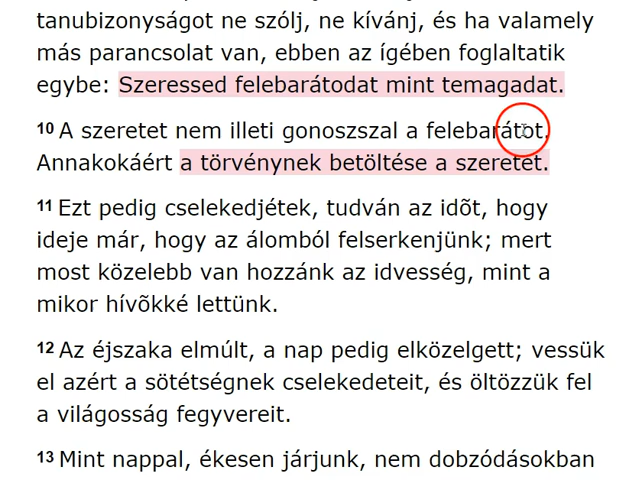 tanubizonyságot ne szólj, ne kívánj, és ha valamely
más parancsolat van, ebben az ígében foglaltatik
egybe: Szeressed felebarátodat mint temagadat.
10 A szeretet nem illeti gonoszszal a felebarátot.
Annakokáért a törvénynek betöltése a szeretet.
11 Ezt pedig cselekedjétek, tudván az idõt, hogy
ideje már, hogy az álomból felserkenjünk; mert
most közelebb van hozzánk az idvesség, mint a
mikor hívõkké lettünk.
12 Az éjszaka elmúlt, a nap pedig elközelgett; vessük
el azért a sötétségnek cselekedeteit, és öltözzük fel
a világosság fegyvereit.
13 Mint nappal, ékesen járjunk, nem dobzódásokban